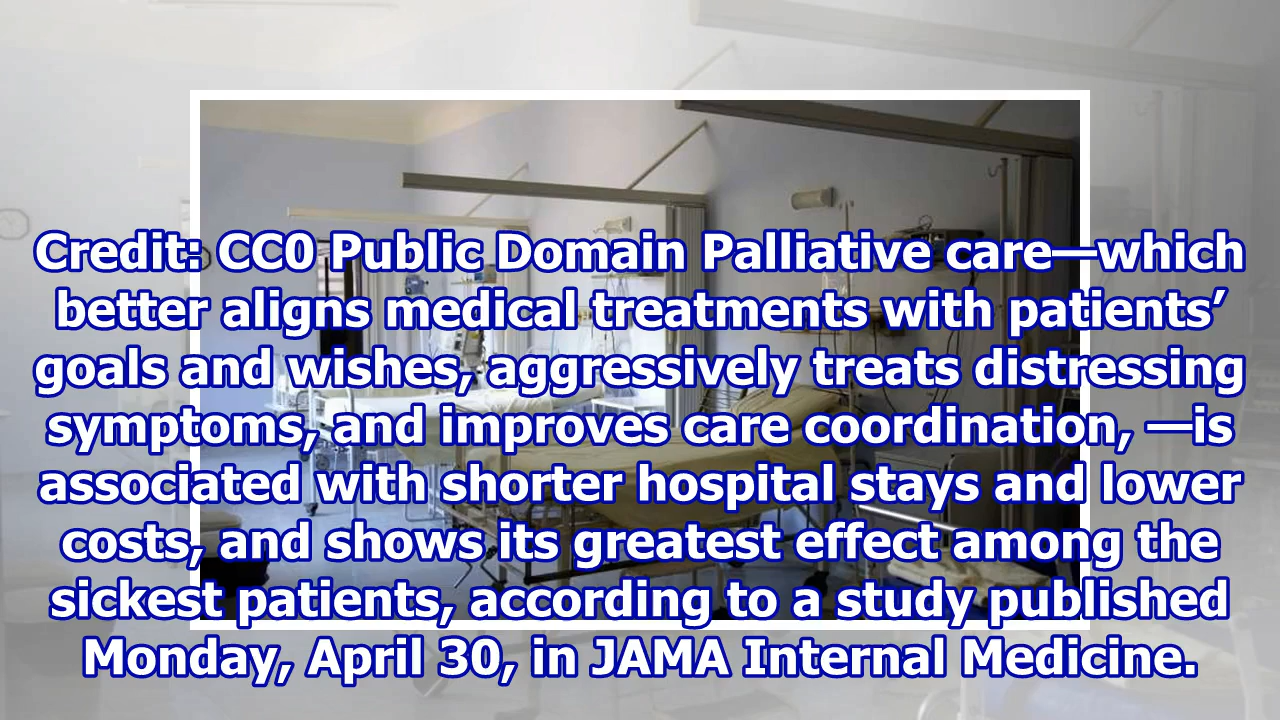 Credit: CC0 Public Domain Palliative care—which
better aligns medical treatments with patients’
goals and wishes, aggressively treats distressing
symptoms, and improves care coordination, —is
associated with shorter hospital stays and lower
costs, and shows its greatest effect among the
sickest patients, according to a study published
Monday, April 30, in JAMA Internal Medicine.